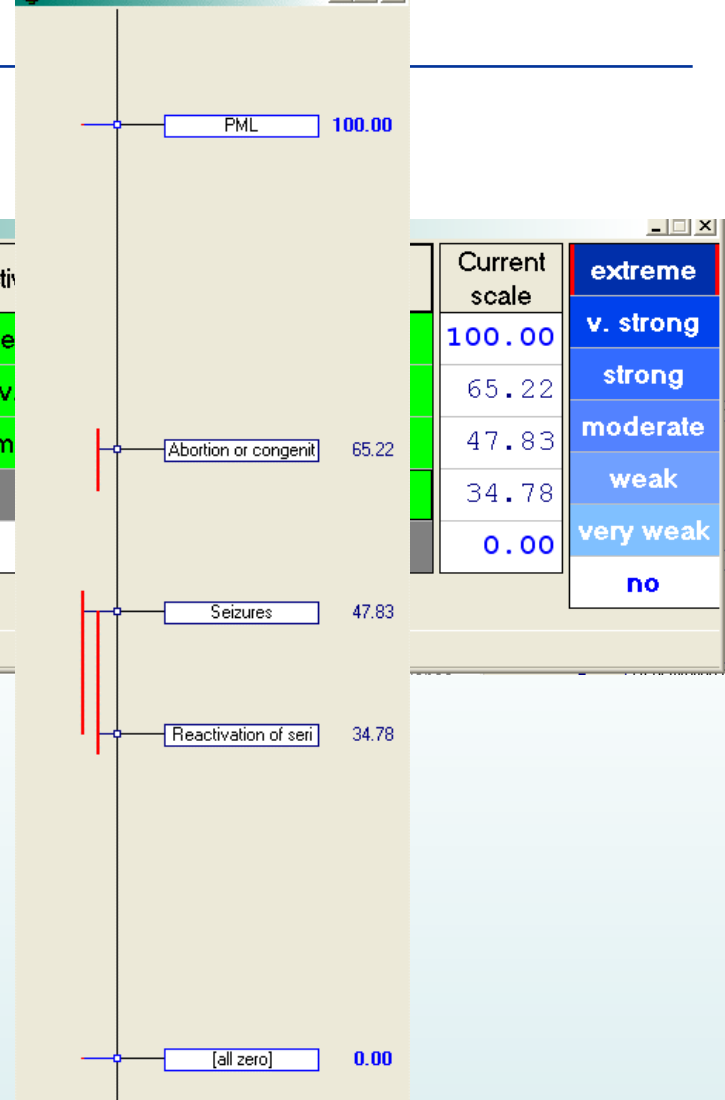 PML 100.00
Abortion or congenit 65.22
Seizures 47.83
Reactivation of seri 34.78
[all zero] 0.00
Current
scale
100.00
65.22
47.83
34.78
0.00
extreme
v. strong
strong
moderate
weak
very weak
no